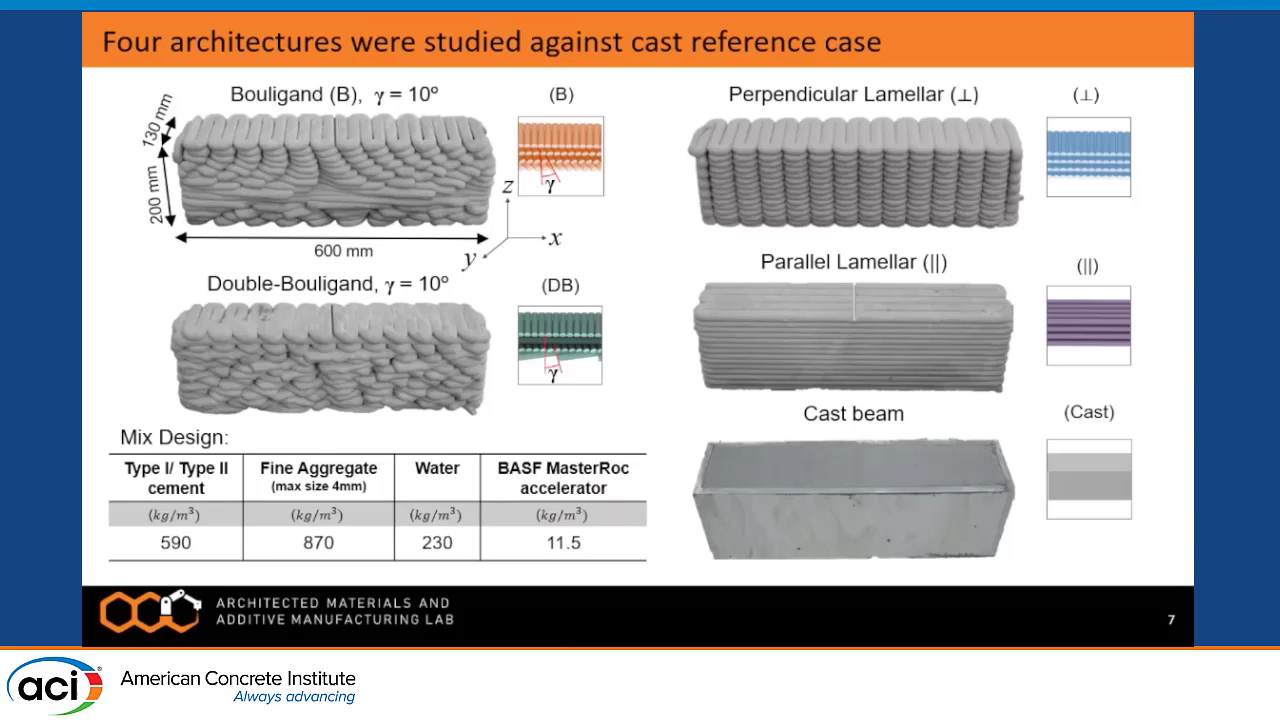 Four architectures were studied against cast reference case
Bouligand (B), γ = 10º
(B)
130 mm
200 mm
600 mm
γ
z
x
y
Double-Bouligand, γ = 10º
(DB)
γ
Perpendicular Lamellar (⊥)
(⊥)
Parallel Lamellar (||)
(||)
Cast beam
(Cast)
Mix Design:
Type I/ Type II cement | Fine Aggregate (max size 4mm) | Water | BASF MasterRoc accelerator
(kg/m³) | (kg/m³) | (kg/m³) | (kg/m³)
590 | 870 | 230 | 11.5
ARCHITECTED MATERIALS AND
ADDITIVE MANUFACTURING LAB
7
aci®
American Concrete Institute
Always advancing